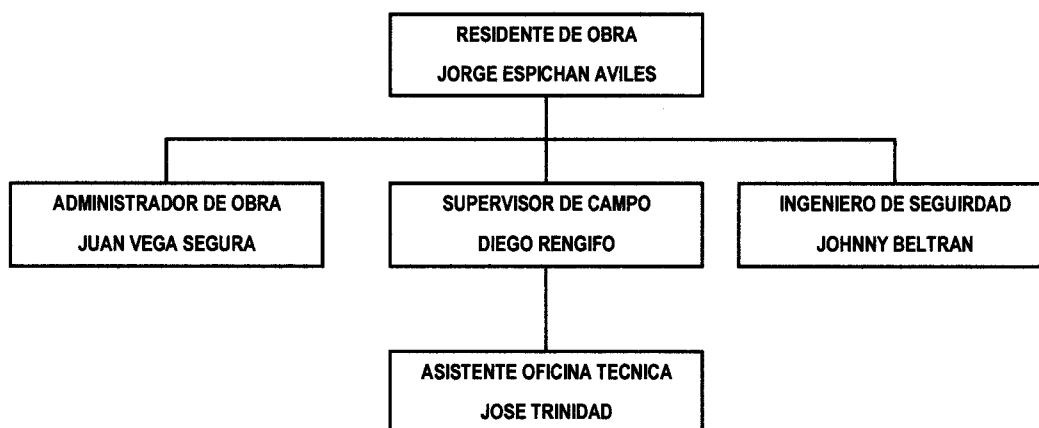 RESIDENTE DE OBRA
JORGE ESPICHAN AVILES
ADMINISTRADOR DE OBRA
JUAN VEGA SEGURA
SUPERVISOR DE CAMPO
DIEGO RENGIFO
INGENIERO DE SEGUIRDAD
JOHNNY BELTRAN
ASISTENTE OFICINA TECNICA
JOSE TRINIDAD